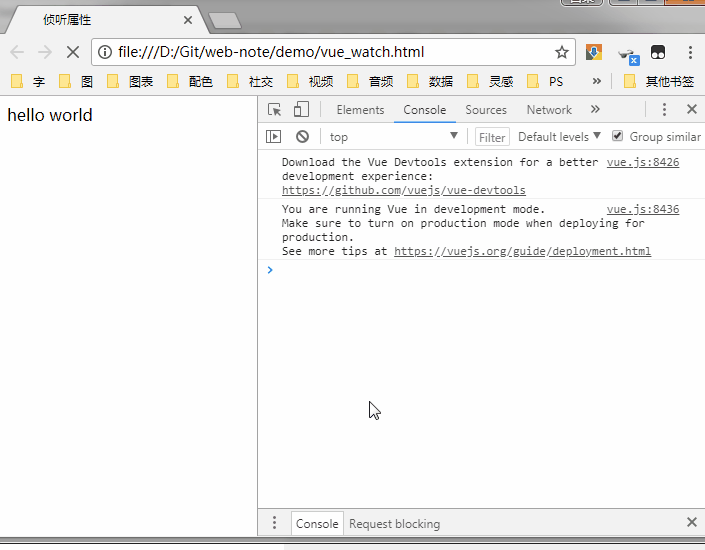 侦听属性
file:///D:/Git/web-note/demo/vue_watch.html
字 图 图表 配色 社交 视频 音频 数据 灵感 PS » 其他书签
hello world
Elements Console Sources Network »
top Filter Default levels Group similar
Download the Vue Devtools extension for a better vue.js:8426
development experience:
https://github.com/vuejs/vue-devtools
You are running Vue in development mode. vue.js:8436
Make sure to turn on production mode when deploying for
production.
See more tips at https://vuejs.org/guide/deployment.html
Console Request blocking